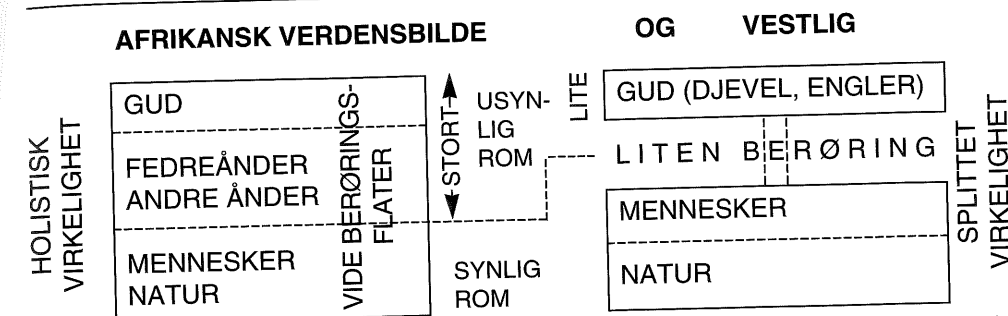 AFRIKANSK VERDENSBILDE OG VESTLIG
HOLISTISK
VIRKELIGHET
GUD
FEDREÅNDER
ANDRE ÅNDER
MENNESKER
NATUR
VIDE BERØRINGS-
FLATER
STORT
USYN-
LIG
ROM
SYNLIG
ROM
LITE
GUD (DJEVEL, ENGLER)
LITEN BERØRING
MENNESKER
NATUR
SPLITTET
VIRKELIGHET